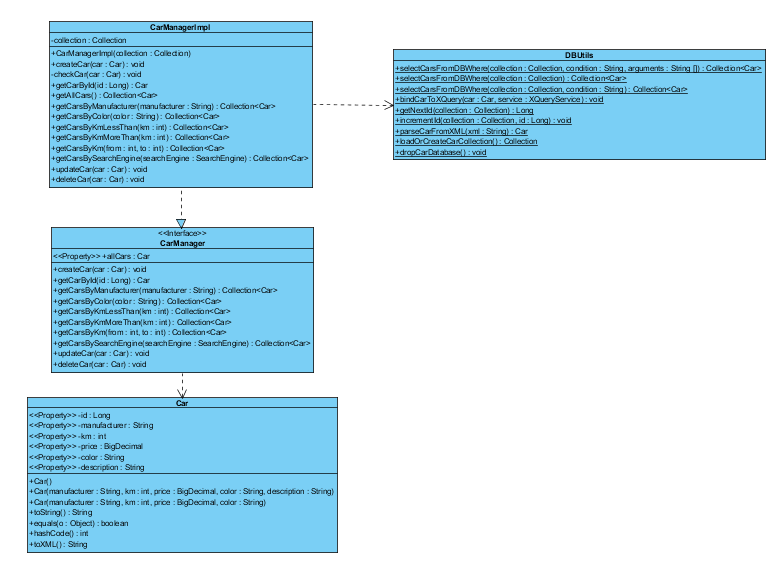 CarManagerImpl
-collection : Collection
+CarManagerImpl(collection : Collection)
+createCar(car : Car) : void
-checkCar(car : Car) : void
+getCarById(id : Long) : Car
+getAllCars() : Collection<Car>
+getCarsByManufacturer(manufacturer : String) : Collection<Car>
+getCarsByColor(color : String) : Collection<Car>
+getCarsByKmLessThan(km : int) : Collection<Car>
+getCarsByKmMoreThan(km : int) : Collection<Car>
+getCarsByKm(from : int, to : int) : Collection<Car>
+getCarsBySearchEngine(searchEngine : SearchEngine) : Collection<Car>
+updateCar(car : Car) : void
+deleteCar(car : Car) : void
DBUtils
+selectCarsFromDBWhere(collection : Collection, condition : String, arguments : String []) : Collection<Car>
+selectCarsFromDBWhere(collection : Collection) : Collection<Car>
+selectCarsFromDBWhere(collection : Collection, condition : String) : Collection<Car>
+bindCarToXQuery(car : Car, service : XQueryService) : void
+getNextId(collection : Collection) : Long
+incrementId(collection : Collection, id : Long) : void
+parseCarFromXML(xml : String) : Car
+loadOrCreateCarCollection() : Collection
+dropCarDatabase() : void
<<Interface>>
CarManager
<<Property>> +allCars : Car
+createCar(car : Car) : void
+getCarById(id : Long) : Car
+getCarsByManufacturer(manufacturer : String) : Collection<Car>
+getCarsByColor(color : String) : Collection<Car>
+getCarsByKmLessThan(km : int) : Collection<Car>
+getCarsByKmMoreThan(km : int) : Collection<Car>
+getCarsByKm(from : int, to : int) : Collection<Car>
+getCarsBySearchEngine(searchEngine : SearchEngine) : Collection<Car>
+updateCar(car : Car) : void
+deleteCar(car : Car) : void
Car
<<Property>> -id : Long
<<Property>> -manufacturer : String
<<Property>> -km : int
<<Property>> -price : BigDecimal
<<Property>> -color : String
<<Property>> -description : String
+Car()
+Car(manufacturer : String, km : int, price : BigDecimal, color : String, description : String)
+Car(manufacturer : String, km : int, price : BigDecimal, color : String)
+toString() : String
+equals(o : Object) : boolean
+hashCode() : int
+toXML() : String